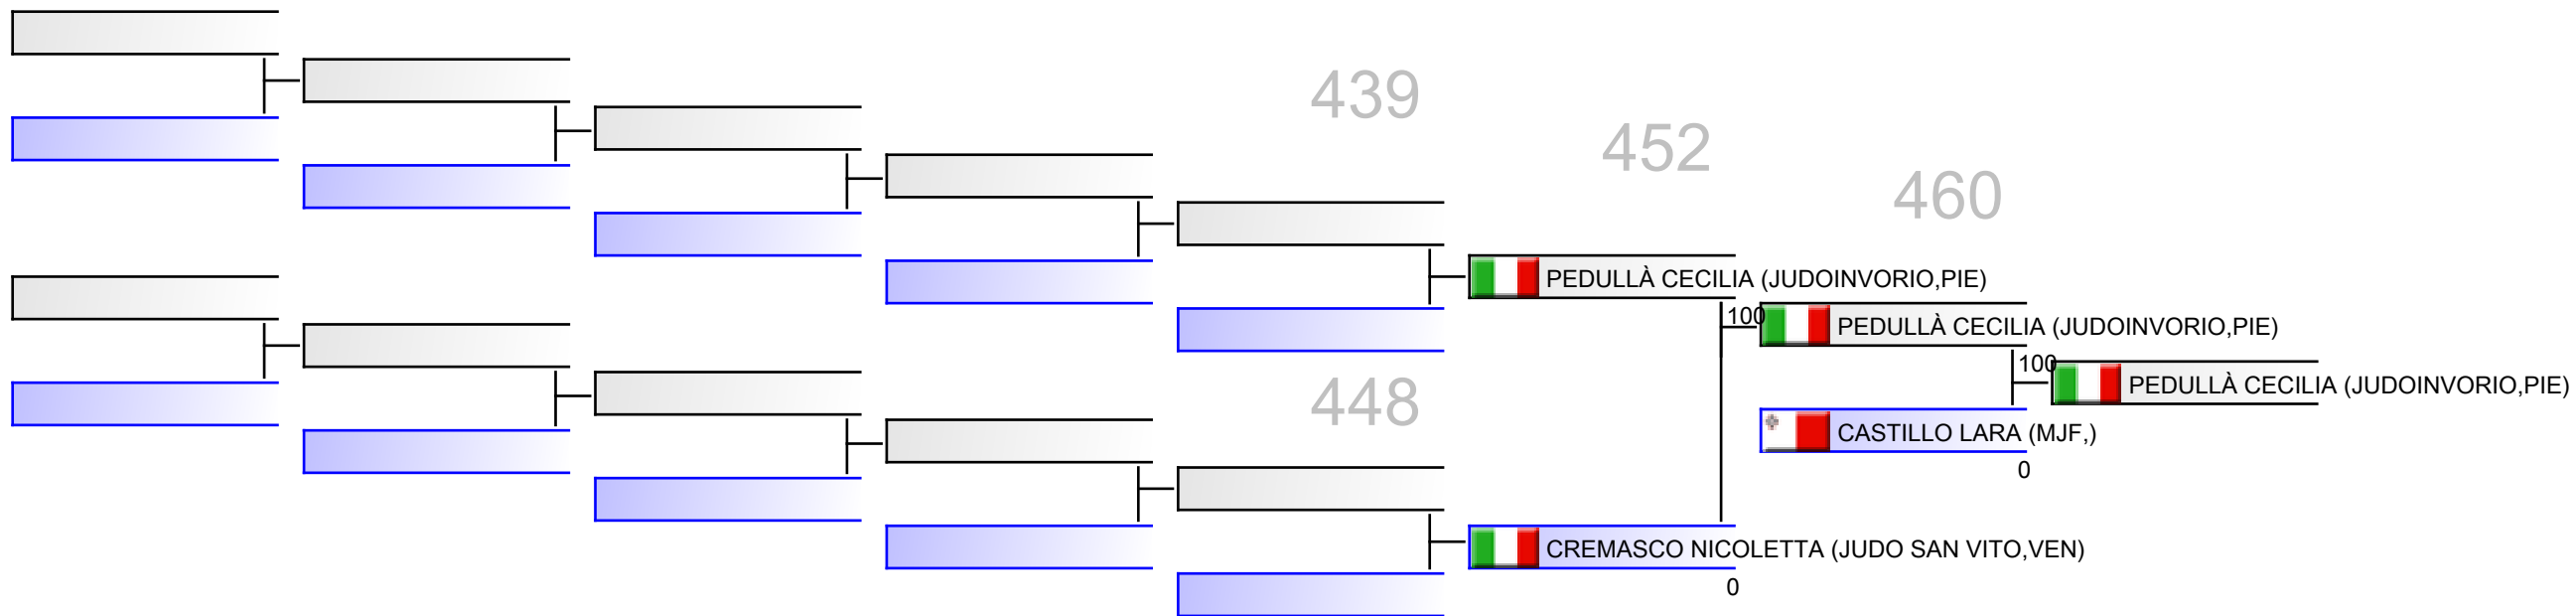 439
452
460
PEDULLÀ CECILIA (JUDOINVORIO,PIE)
100
PEDULLÀ CECILIA (JUDOINVORIO,PIE)
100
PEDULLÀ CECILIA (JUDOINVORIO,PIE)
448
CASTILLO LARA (MJF,)
0
CREMASCO NICOLETTA (JUDO SAN VITO,VEN)
0